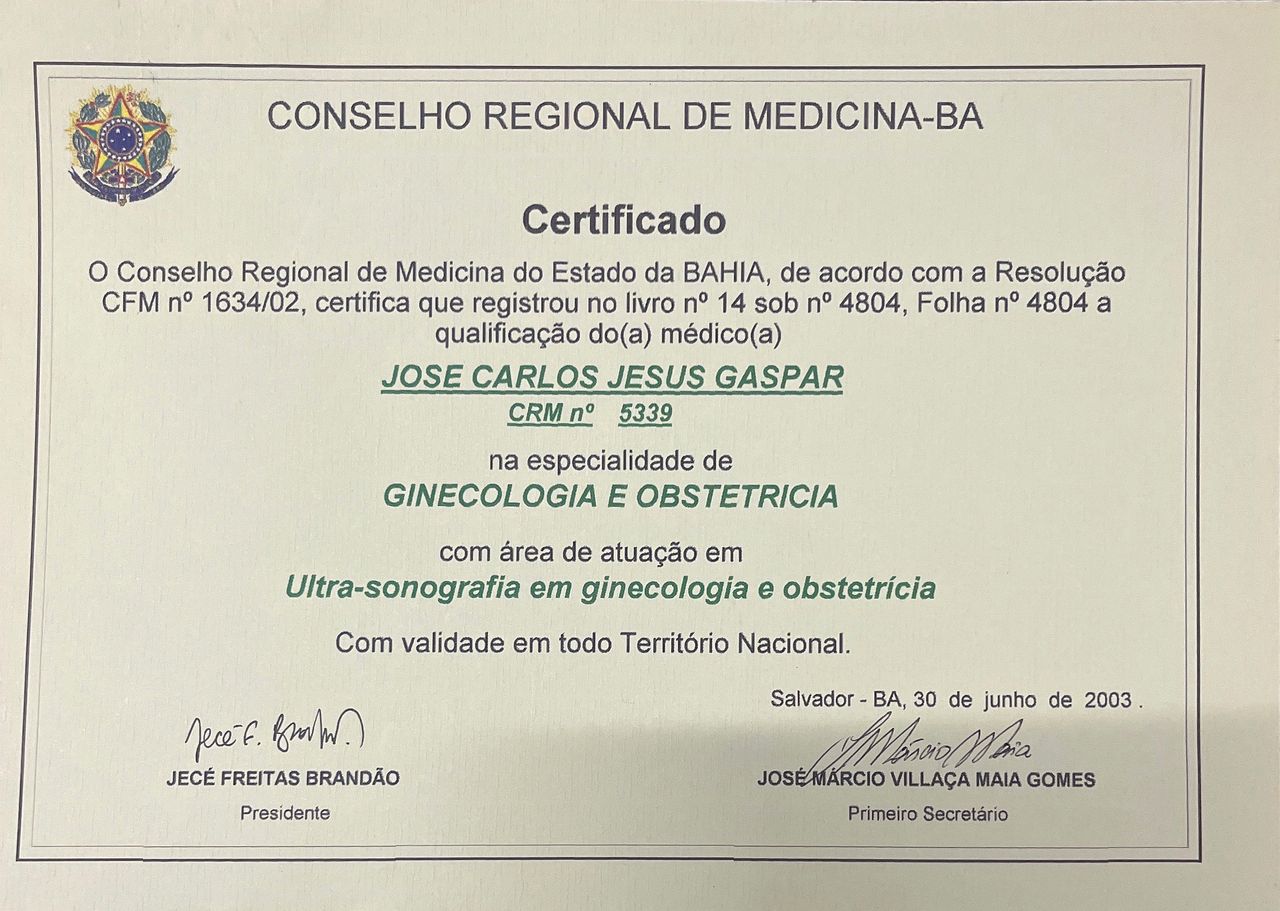 CONSELHO REGIONAL DE MEDICINA-BA
Certificado
O Conselho Regional de Medicina do Estado da BAHIA, de acordo com a Resolução
CFM nº 1634/02, certifica que registrou no livro nº 14 sob nº 4804, Folha nº 4804 a
qualificação do(a) médico(a)
JOSE CARLOS JESUS GASPAR
CRM nº 5339
na especialidade de
GINECOLOGIA E OBSTETRICIA
com área de atuação em
Ultra-sonografia em ginecologia e obstetrícia
Com validade em todo Território Nacional.
Salvador - BA, 30 de junho de 2003 .
Jecé F.
Márcio Maia
JECÉ FREITAS BRANDÃO
JOSÉ MÁRCIO VILLAÇA MAIA GOMES
Presidente
Primeiro Secretário